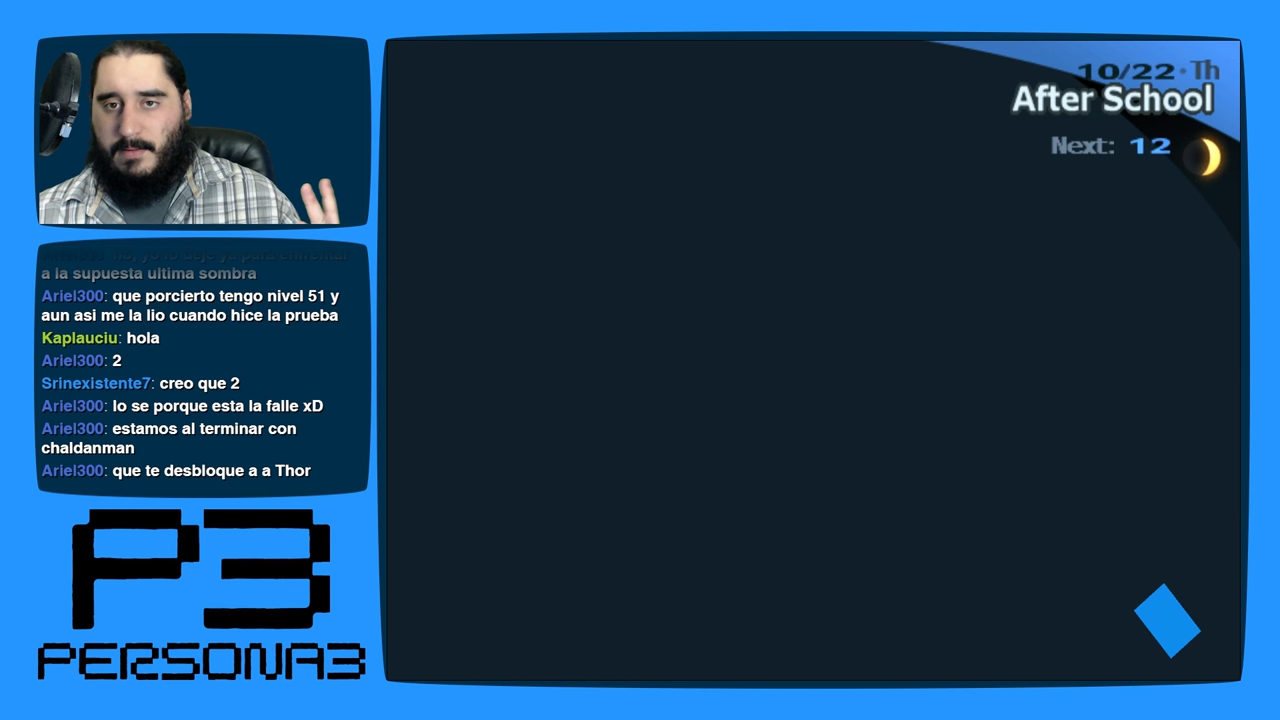 a la supuesta ultima sombra
Ariel300: que porcierto tengo nivel 51 y
aun asi me la lio cuando hice la prueba
Kaplauciu: hola
Ariel300: 2
Srinexistente7: creo que 2
Ariel300: lo se porque esta la falle xD
Ariel300: estamos al terminar con
chaldanman
Ariel300: que te desbloque a a Thor
P3
PERSONA3
10/22 · Th
After School
Next: 12